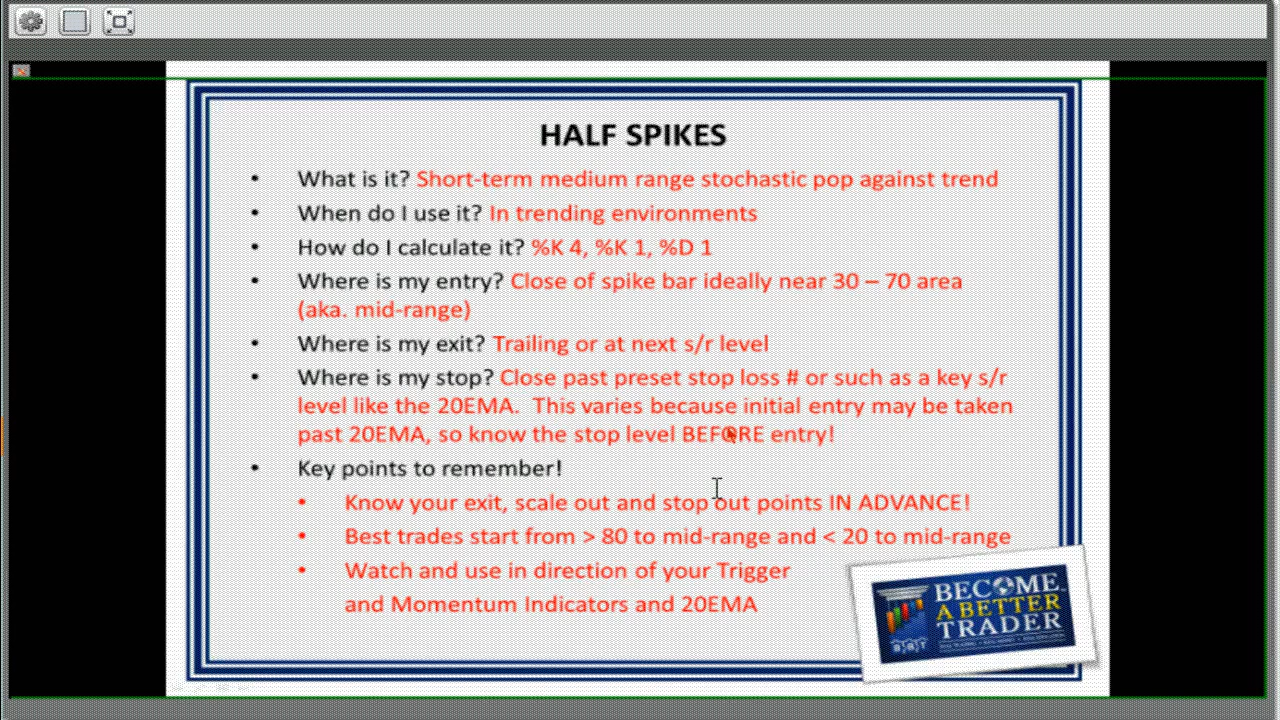 HALF SPIKES
• What is it? Short-term medium range stochastic pop against trend
• When do I use it? In trending environments
• How do I calculate it? %K 4, %K 1, %D 1
• Where is my entry? Close of spike bar ideally near 30 – 70 area
(aka. mid-range)
• Where is my exit? Trailing or at next s/r level
• Where is my stop? Close past preset stop loss # or such as a key s/r
level like the 20EMA. This varies because initial entry may be taken
past 20EMA, so know the stop level BEFORE entry!
• Key points to remember!
• Know your exit, scale out and stop out points IN ADVANCE!
• Best trades start from > 80 to mid-range and < 20 to mid-range
• Watch and use in direction of your Trigger
and Momentum Indicators and 20EMA
BECOME
A BETTER
TRADER